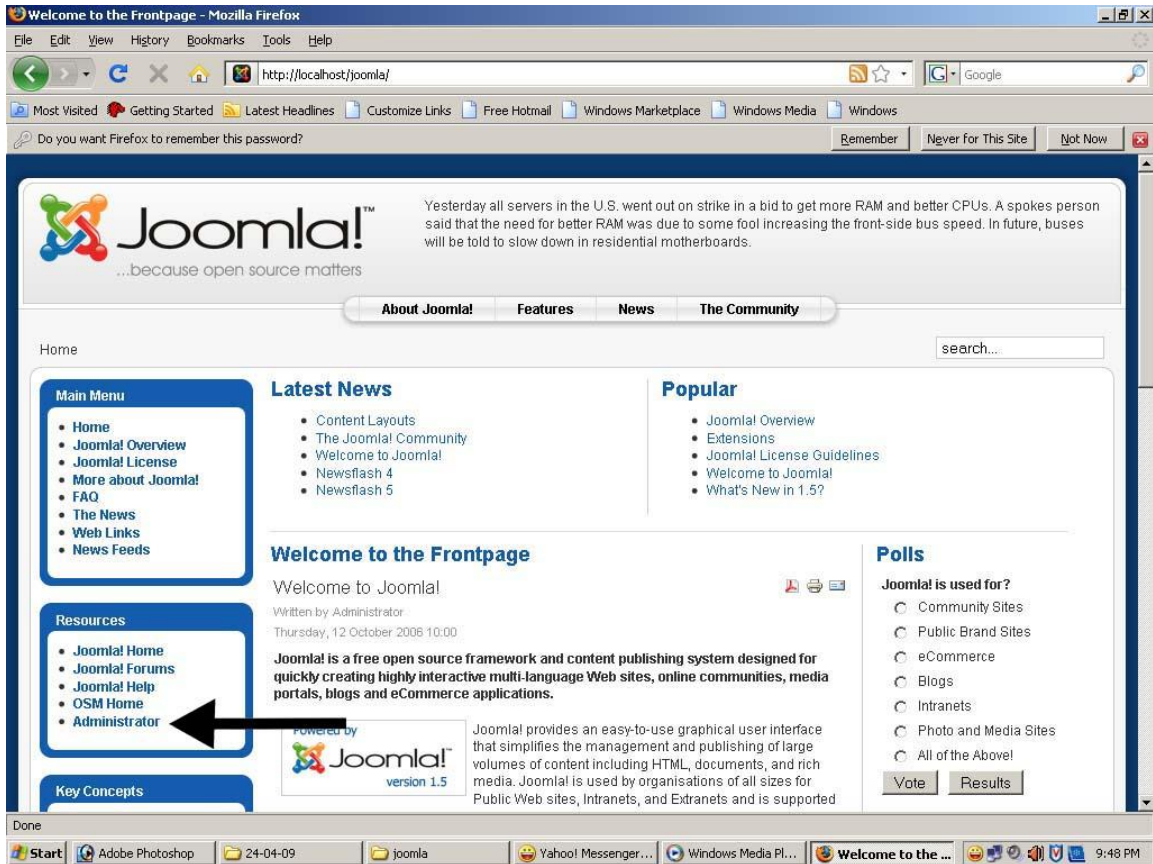 Welcome to the Frontpage - Mozilla Firefox
File Edit View History Bookmarks Tools Help
http://localhost/joomla/
Google
Most Visited Getting Started Latest Headlines Customize Links Free Hotmail Windows Marketplace Windows Media Windows
Do you want Firefox to remember this password?
Remember Never for This Site Not Now
Joomla!™
...because open source matters
Yesterday all servers in the U.S. went out on strike in a bid to get more RAM and better CPUs. A spokes person
said that the need for better RAM was due to some fool increasing the front-side bus speed. In future, buses
will be told to slow down in residential motherboards.
About Joomla! Features News The Community
Home
search...
Main Menu
Home
Joomla! Overview
Joomla! License
More about Joomla!
FAQ
The News
Web Links
News Feeds
Resources
Joomla! Home
Joomla! Forums
Joomla! Help
OSM Home
Administrator
Key Concepts
Latest News
Content Layouts
The Joomla! Community
Welcome to Joomla!
Newsflash 4
Newsflash 5
Popular
Joomla! Overview
Extensions
Joomla! License Guidelines
Welcome to Joomla!
What's New in 1.5?
Welcome to the Frontpage
Welcome to Joomla!
Written by Administrator
Thursday, 12 October 2006 10:00
Joomla! is a free open source framework and content publishing system designed for
quickly creating highly interactive multi-language Web sites, online communities, media
portals, blogs and eCommerce applications.
Powered by
Joomla!™
version 1.5
Joomla! provides an easy-to-use graphical user interface
that simplifies the management and publishing of large
volumes of content including HTML, documents, and rich
media. Joomla! is used by organisations of all sizes for
Public Web sites, Intranets, and Extranets and is supported
Polls
Joomla! is used for?
Community Sites
Public Brand Sites
eCommerce
Blogs
Intranets
Photo and Media Sites
All of the Above!
Vote Results
Done
Start Adobe Photoshop 24-04-09 joomla Yahoo! Messenger... Windows Media Pl... Welcome to the ... 9:48 PM